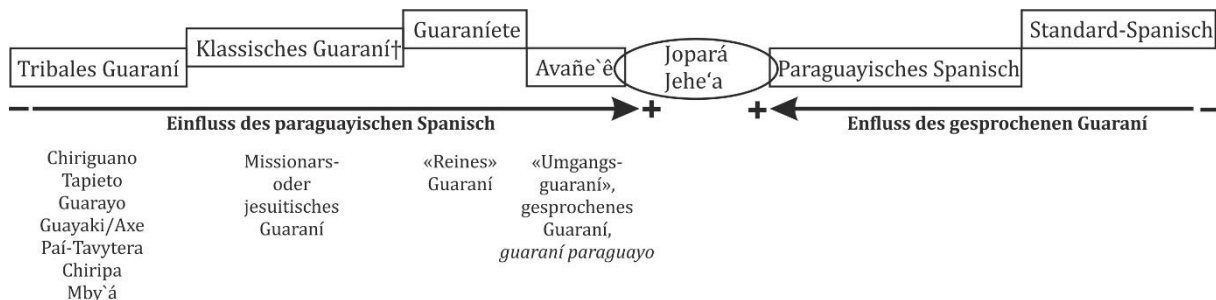 Tribales Guaraní
Klassisches Guaraní†
Guaraníete
Avañe`ê
Jopará
Jehe‘a
Paraguayisches Spanisch
Standard-Spanisch
− + + −
Einfluss des paraguayischen Spanisch
Enfluss des gesprochenen Guaraní
Chiriguano
Tapieto
Guarayo
Guayaki/Axe
Paí-Tavytera
Chiripa
Mby`á
Missionars-
oder
jesuitisches
Guaraní
«Reines»
Guaraní
«Umgangs-
guaraní»,
gesprochenes
Guaraní,
guaraní paraguayo